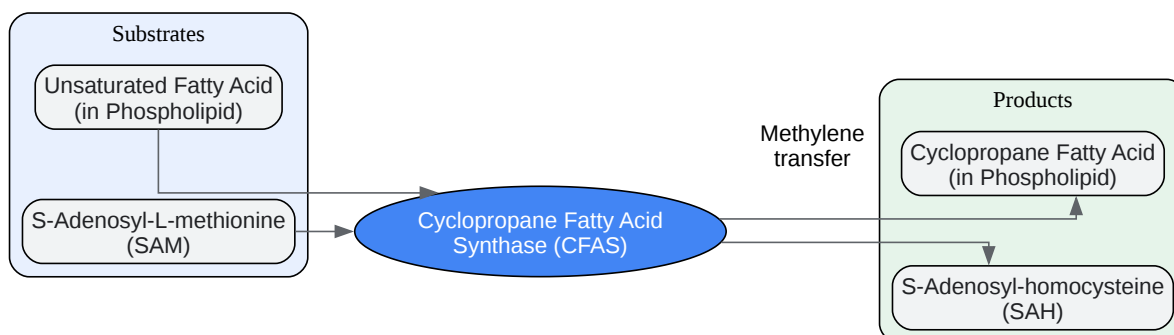 Substrates
Unsaturated Fatty Acid
(in Phospholipid)
S-Adenosyl-L-methionine
(SAM)
Cyclopropane Fatty Acid
Synthase (CFAS)
Methylene
transfer
Products
Cyclopropane Fatty Acid
(in Phospholipid)
S-Adenosyl-homocysteine
(SAH)